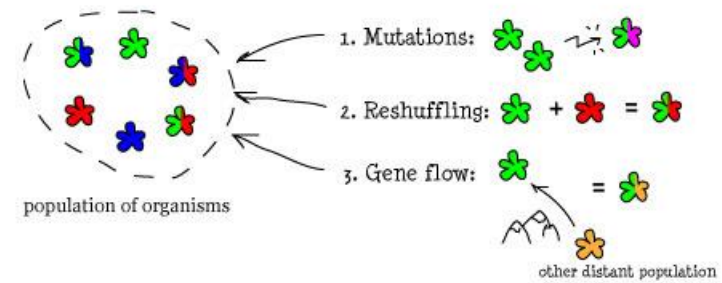 1. Mutations:
2. Reshuffling: + =
3. Gene flow:
=
population of organisms
other distant population